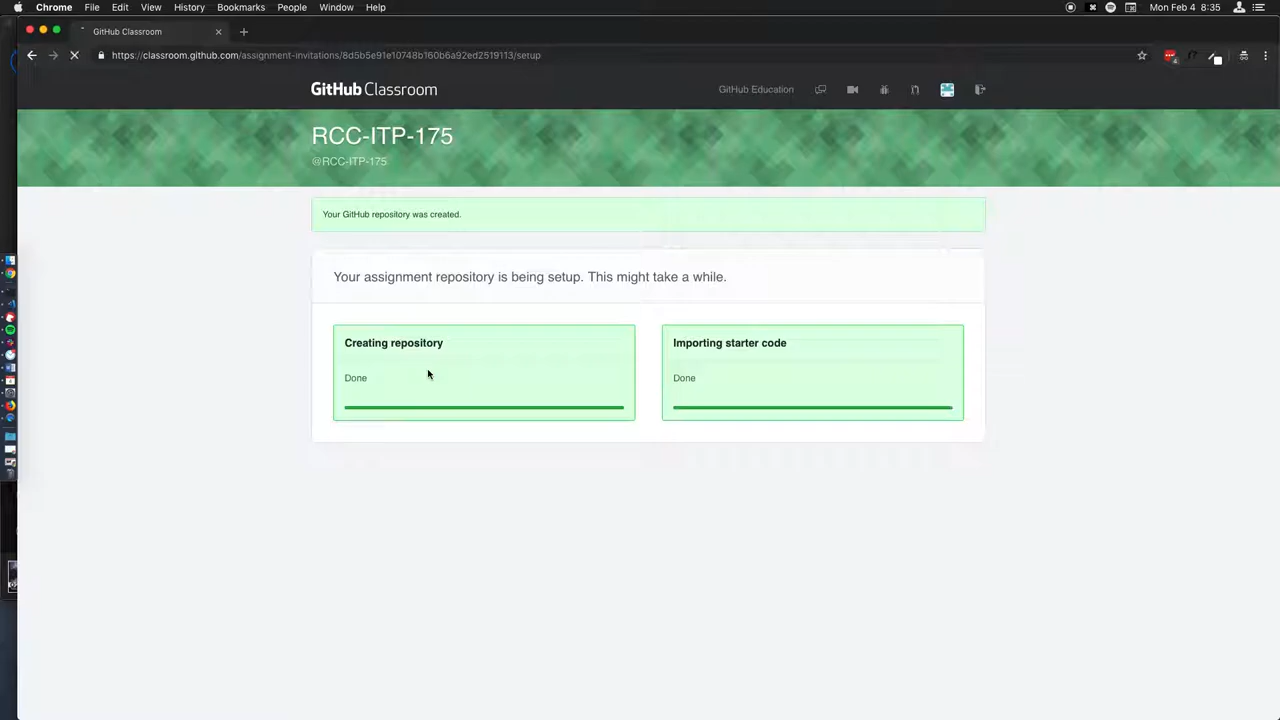 Chrome File Edit View History Bookmarks People Window Help Mon Feb 4 8:35
GitHub Classroom
https://classroom.github.com/assignment-invitations/8d5b5e91e10748b160b6a92ed2519113/setup
GitHub Classroom GitHub Education
RCC-ITP-175
@RCC-ITP-175
Your GitHub repository was created.
Your assignment repository is being setup. This might take a while.
Creating repository Importing starter code
Done Done